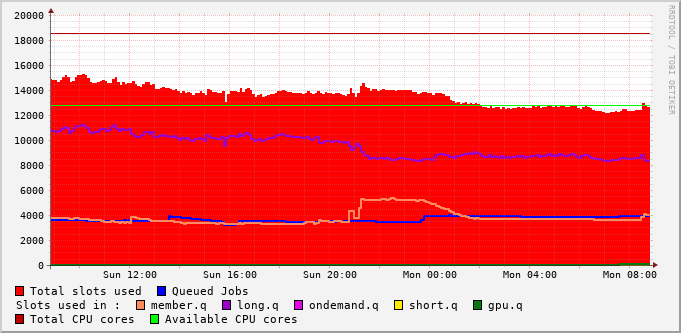 20000
18000
16000
14000
12000
10000
8000
6000
4000
2000
0
Sun 12:00 Sun 16:00 Sun 20:00 Mon 00:00 Mon 04:00 Mon 08:00
Total slots used Queued Jobs
Slots used in : member.q long.q ondemand.q short.q gpu.q
Total CPU cores Available CPU cores
RRDTOOL / TOBI OETIKER